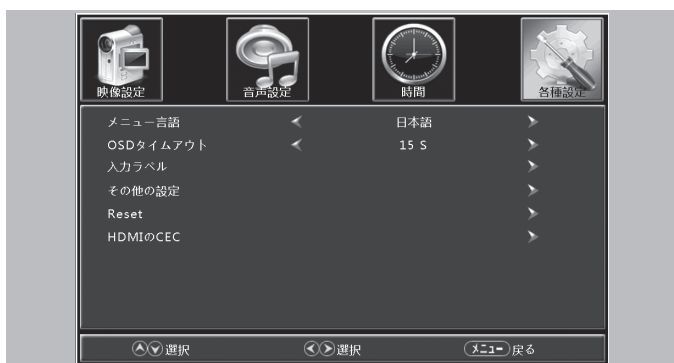 映像設定 音声設定 時間 各種設定
メニュー言語 日本語
OSDタイムアウト 15 S
入力ラベル
その他の設定
Reset
HDMIのCEC
選択 選択 メニュー 戻る